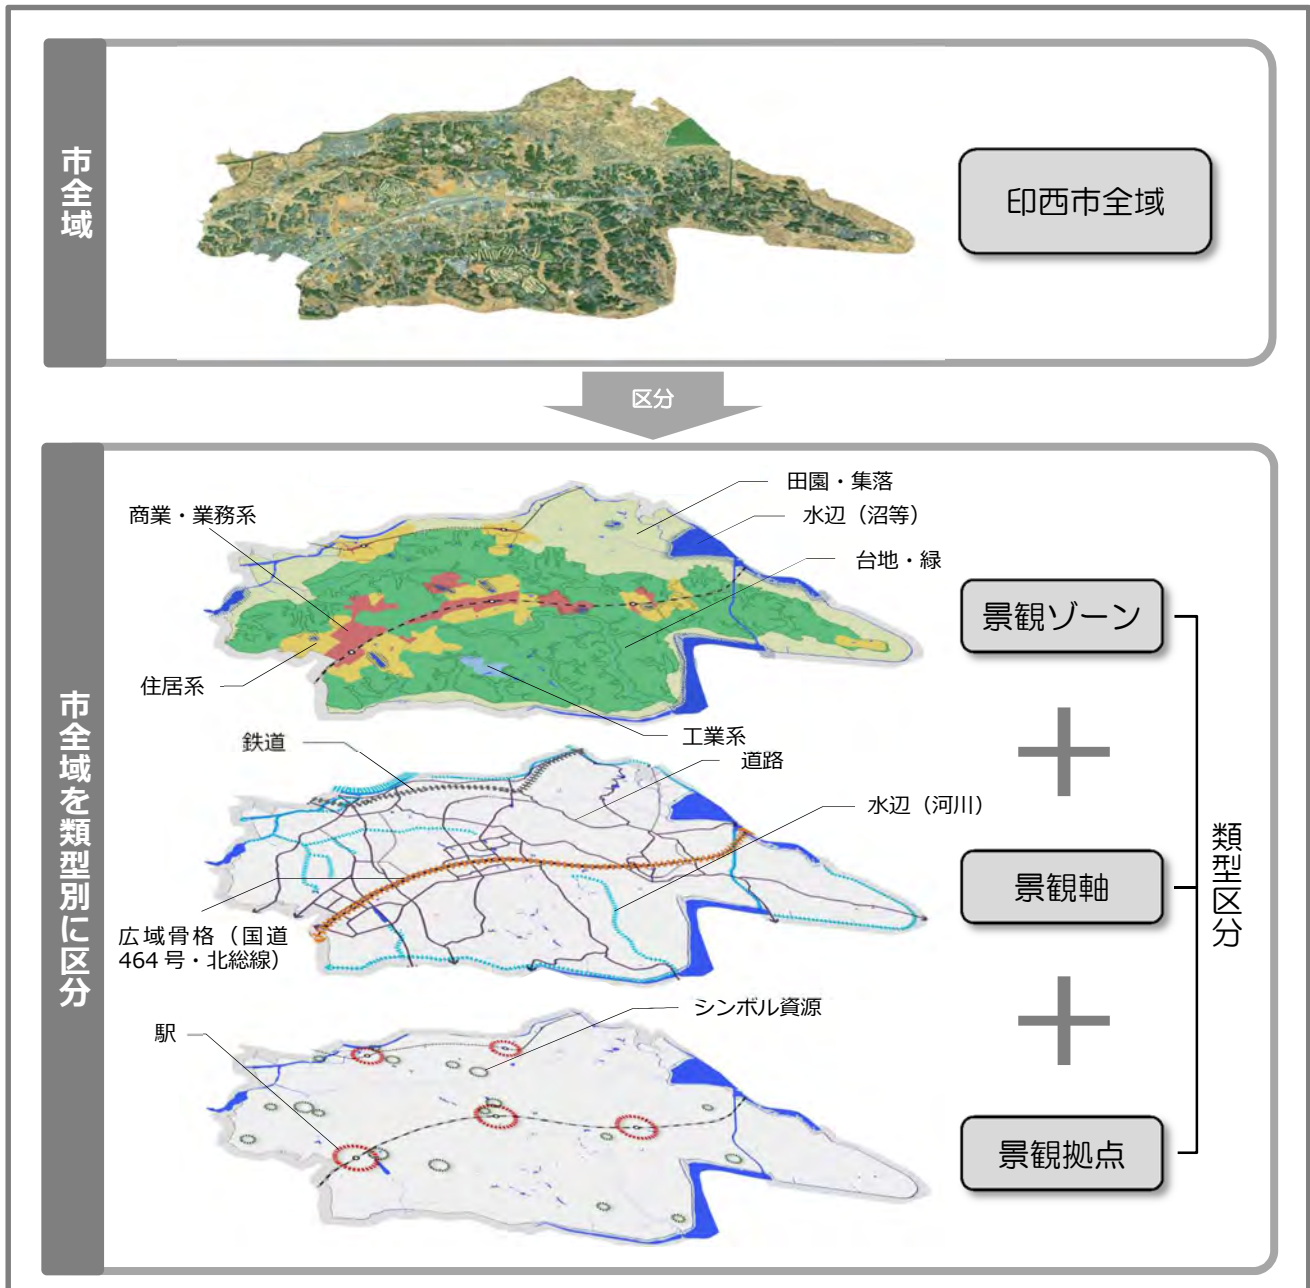 市全域
印西市全域
区分
市全域を類型別に区分
商業・業務系
田園・集落
水辺（沼等）
台地・緑
住居系
工業系
景観ゾーン
鉄道
道路
水辺（河川）
広域骨格（国道
464 号・北総線）
景観軸
類型区分
駅
シンボル資源
景観拠点